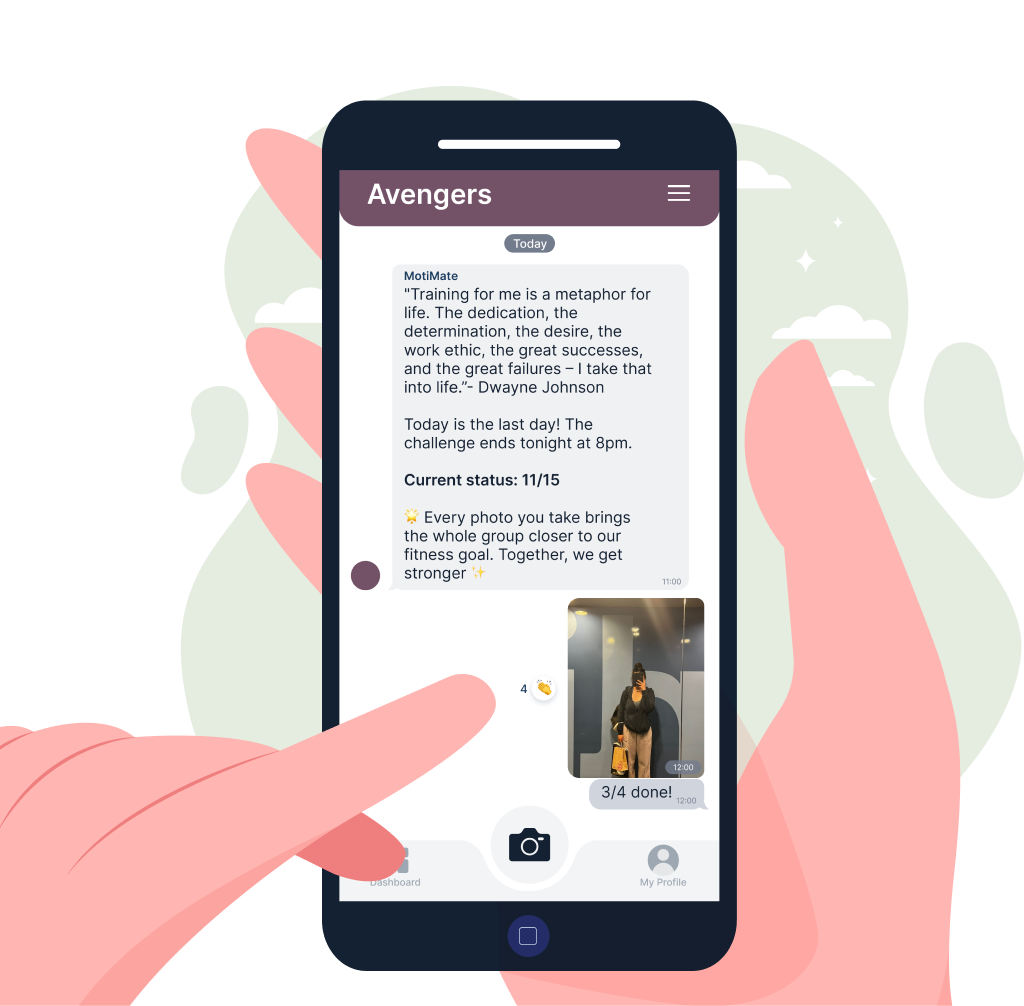 Avengers
Today
MotiMate
"Training for me is a metaphor for
life. The dedication, the
determination, the desire, the
work ethic, the great successes,
and the great failures – I take that
into life.”- Dwayne Johnson
Today is the last day! The
challenge ends tonight at 8pm.
Current status: 11/15
🌟 Every photo you take brings
the whole group closer to our
fitness goal. Together, we get
stronger ✨
11:00
4 👏
12:00
3/4 done!
12:00
Dashboard
My Profile